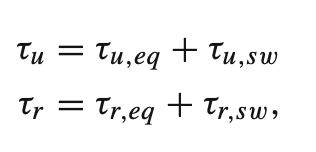 τ_u = τ_{u,eq} + τ_{u,sw}
τ_r = τ_{r,eq} + τ_{r,sw},